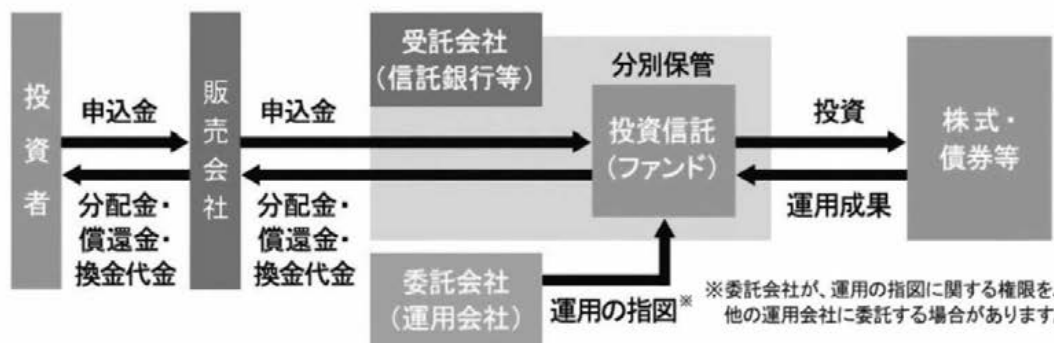 投資者
申込金
分配金・
償還金・
換金代金
販売会社
申込金
分配金・
償還金・
換金代金
受託会社
(信託銀行等)
分別保管
投資信託
(ファンド)
投資
運用成果
株式・
債券等
委託会社
(運用会社)
運用の指図※
※委託会社が、運用の指図に関する権限を
他の運用会社に委託する場合があります